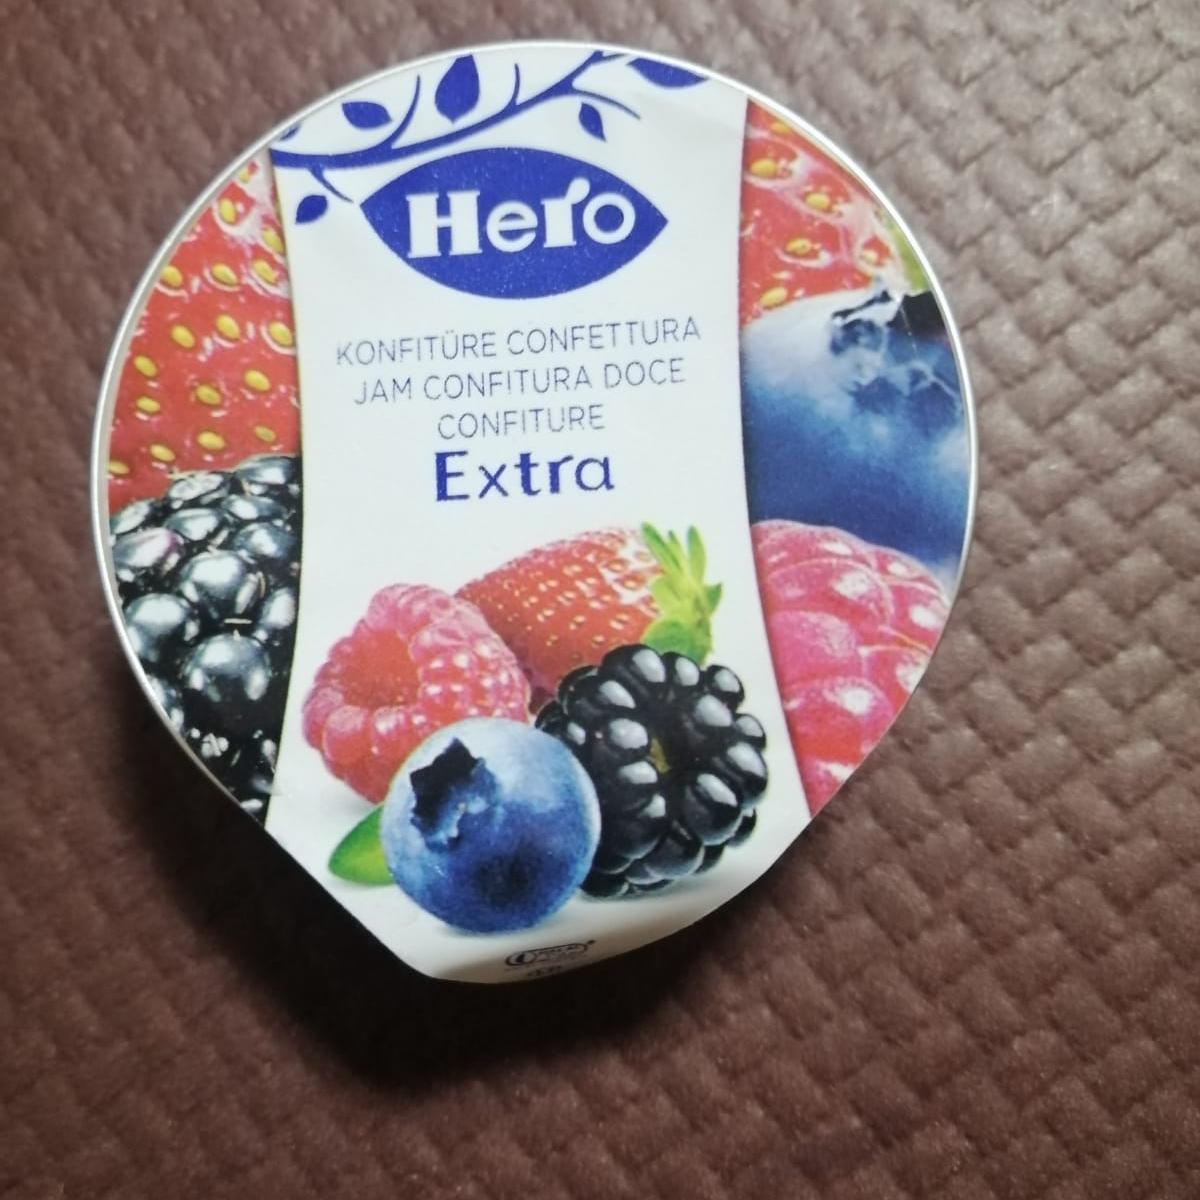 Hero
KONFITÜRE CONFETTURA
JAM CONFITURA DOCE
CONFITURE
Extra